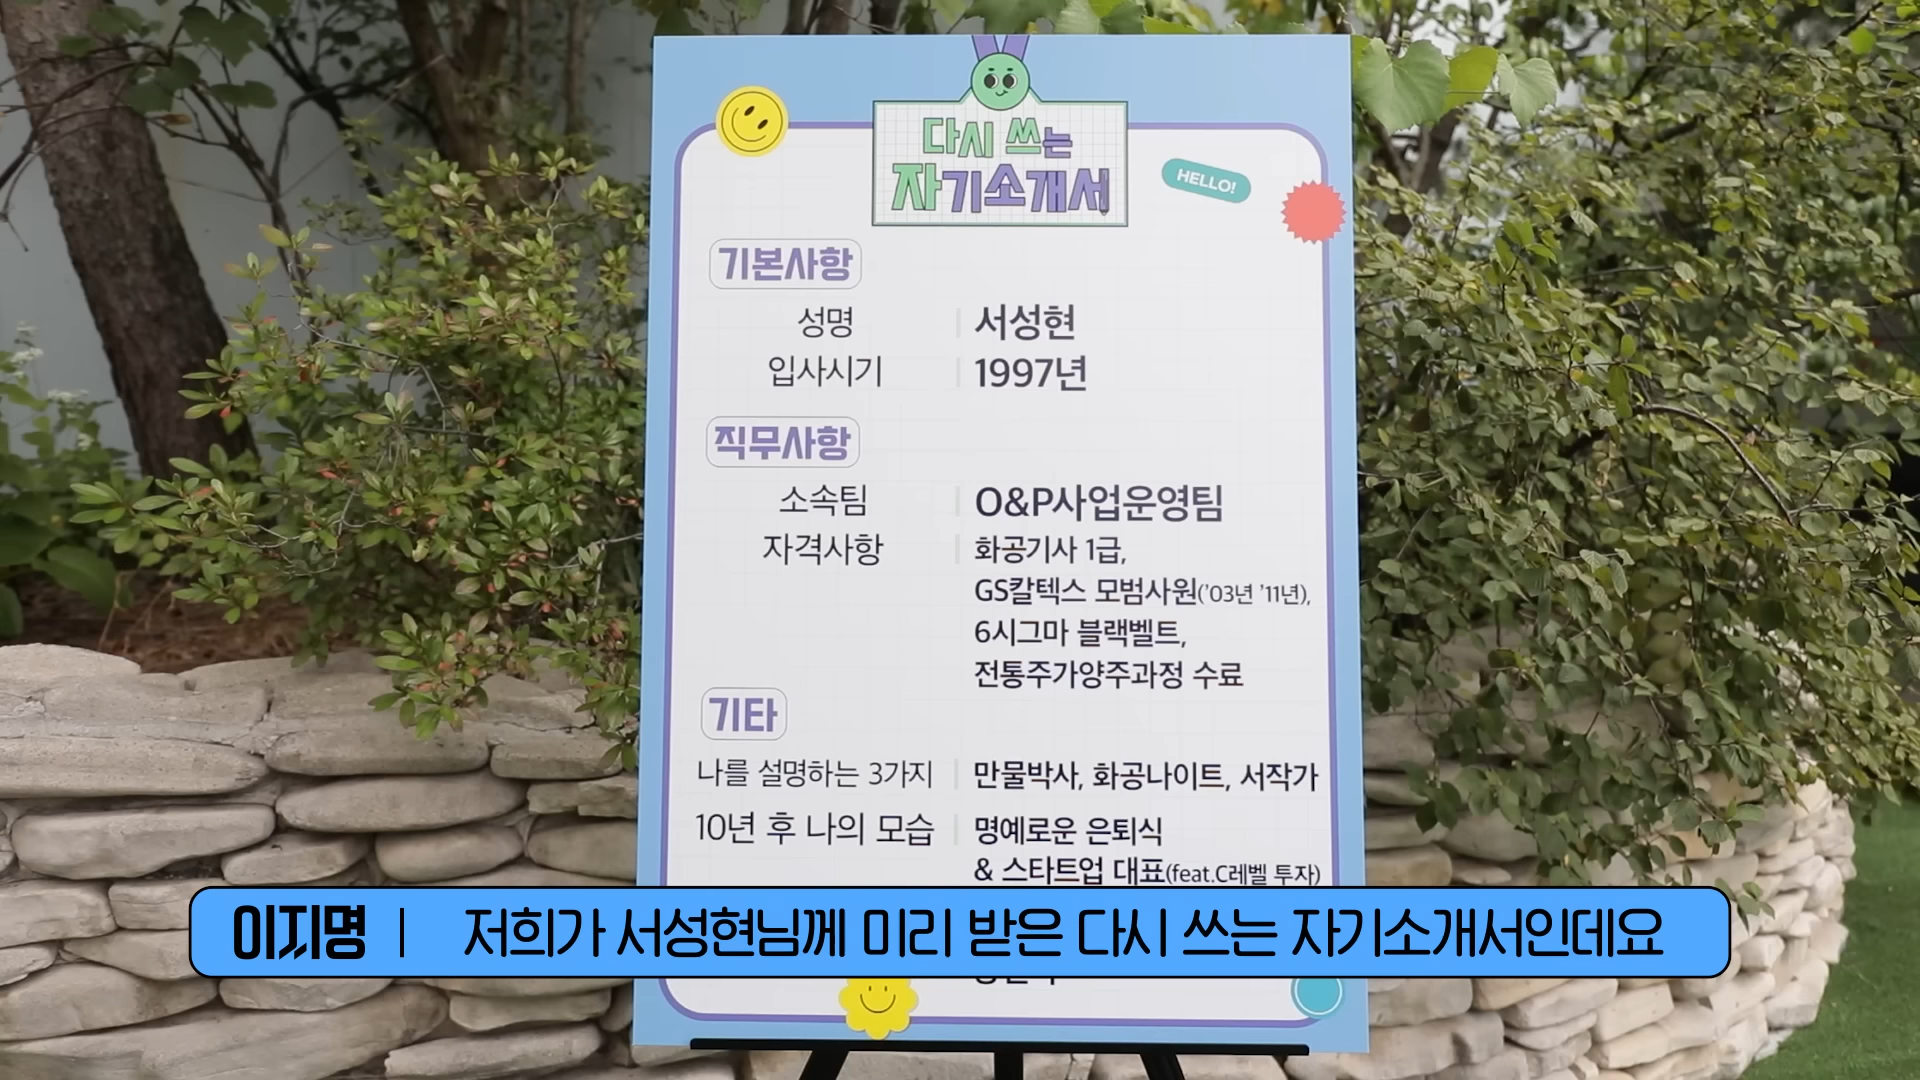 다시 쓰는
자기소개서
HELLO!
기본사항
성명 서성현
입사시기 1997년
직무사항
소속팀 O&P사업운영팀
자격사항 화공기사 1급,
GS칼텍스 모범사원('03년 '11년),
6시그마 블랙벨트,
전통주가양주과정 수료
기타
나를 설명하는 3가지 만물박사, 화공나이트, 서작가
10년 후 나의 모습 명예로운 은퇴식
& 스타트업 대표(feat.C레벨 투자)
이지명 | 저희가 서성현님께 미리 받은 다시 쓰는 자기소개서인데요